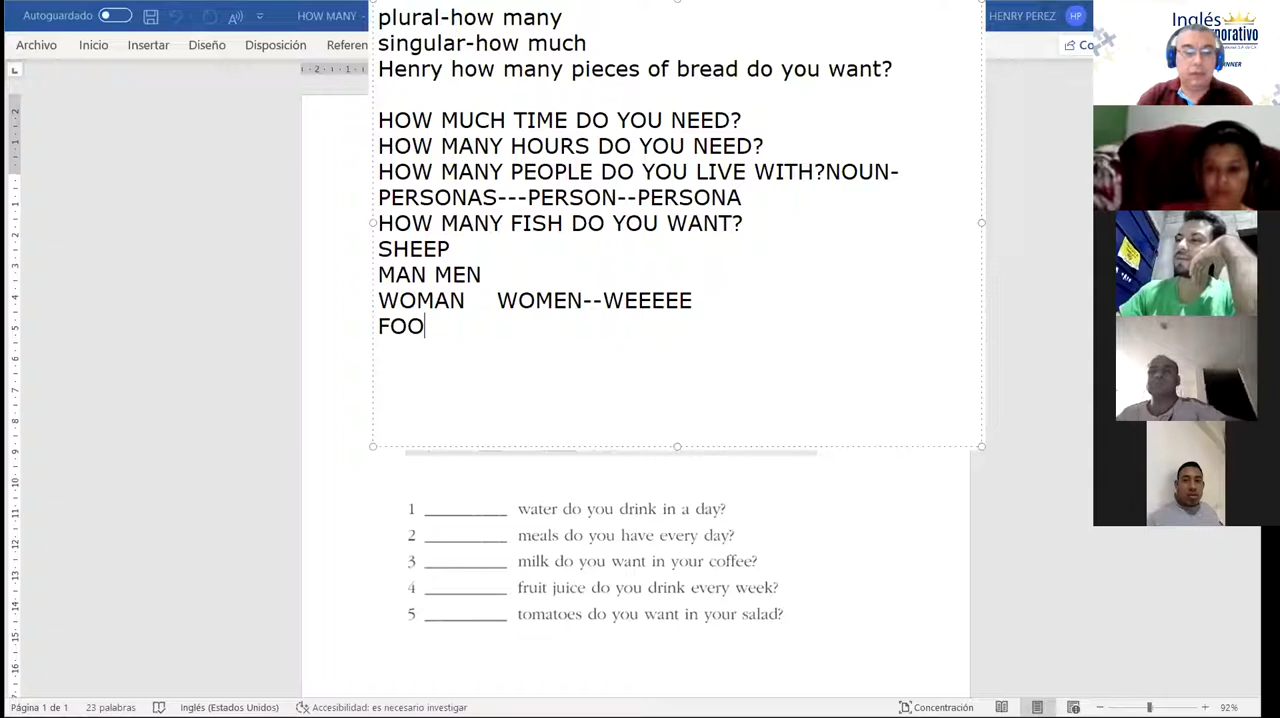 Autoguardado
HOW MANY -
HENRY PEREZ
HP
Archivo
Inicio
Insertar
Diseño
Disposición
Referen
Co
Inglés
plural-how many
singular-how much
Henry how many pieces of bread do you want?
HOW MUCH TIME DO YOU NEED?
HOW MANY HOURS DO YOU NEED?
HOW MANY PEOPLE DO YOU LIVE WITH?NOUN-
PERSONAS---PERSON--PERSONA
HOW MANY FISH DO YOU WANT?
SHEEP
MAN MEN
WOMAN WOMEN--WEEEEE
FOO
1 ________ water do you drink in a day?
2 ________ meals do you have every day?
3 ________ milk do you want in your coffee?
4 ________ fruit juice do you drink every week?
5 ________ tomatoes do you want in your salad?
Página 1 de 1
23 palabras
Inglés (Estados Unidos)
Accesibilidad: es necesario investigar
Concentración
92%